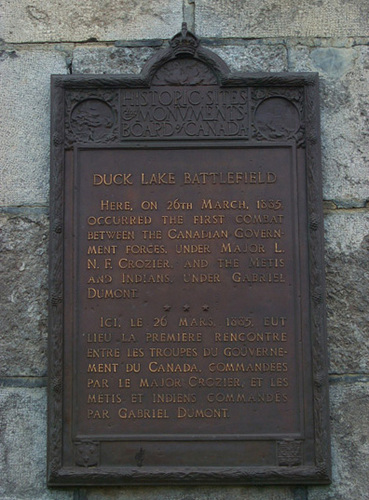 HISTORIC SITES
& MONUMENTS
BOARD OF CANADA
DUCK LAKE BATTLEFIELD
HERE, ON 26TH MARCH, 1885
OCCURRED THE FIRST COMBAT
BETWEEN THE CANADIAN GOVERN-
MENT FORCES, UNDER MAJOR L.
N. F. CROZIER, AND THE METIS
AND INDIANS, UNDER GABRIEL
DUMONT.
* * *
ICI, LE 26 MARS, 1885, EUT
LIEU LA PREMIERE RENCONTRE
ENTRE LES TROUPES DU GOUVERNE-
MENT DU CANADA, COMMANDEES
PAR LE MAJOR CROZIER, ET LES
METIS ET INDIENS COMMANDES
PAR GABRIEL DUMONT.